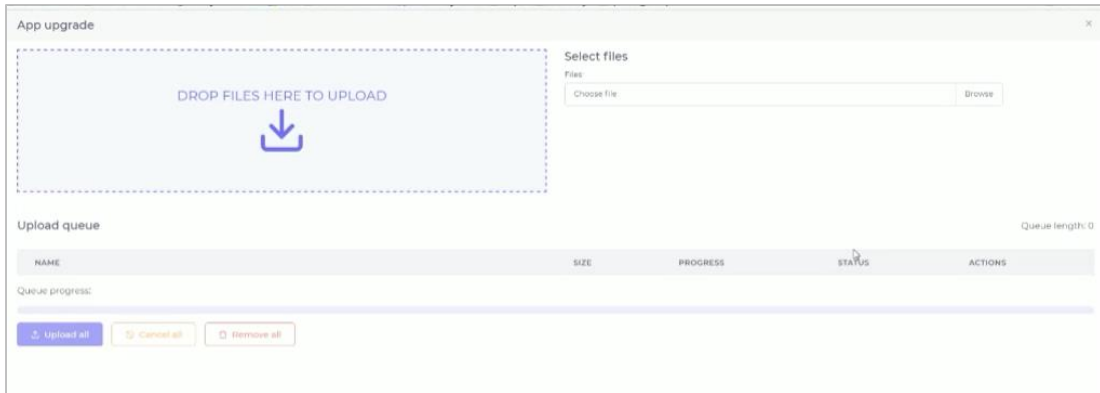 App upgrade
DROP FILES HERE TO UPLOAD
Select files
Files
Choose file
Browse
Upload queue
Queue length: 0
NAME SIZE PROGRESS STATUS ACTIONS
Queue progress:
Upload all
Cancel all
Remove all